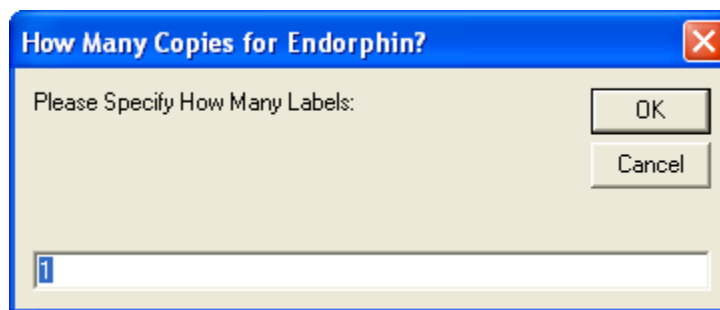 How Many Copies for Endorphin?
Please Specify How Many Labels:
OK
Cancel
1